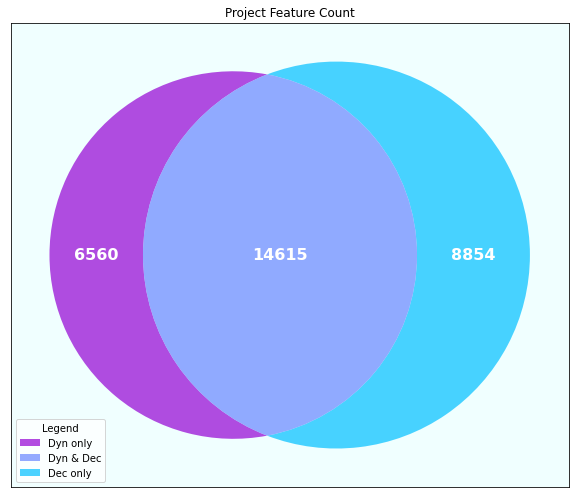 Project Feature Count
6560
14615
8854
Legend
Dyn only
Dyn & Dec
Dec only